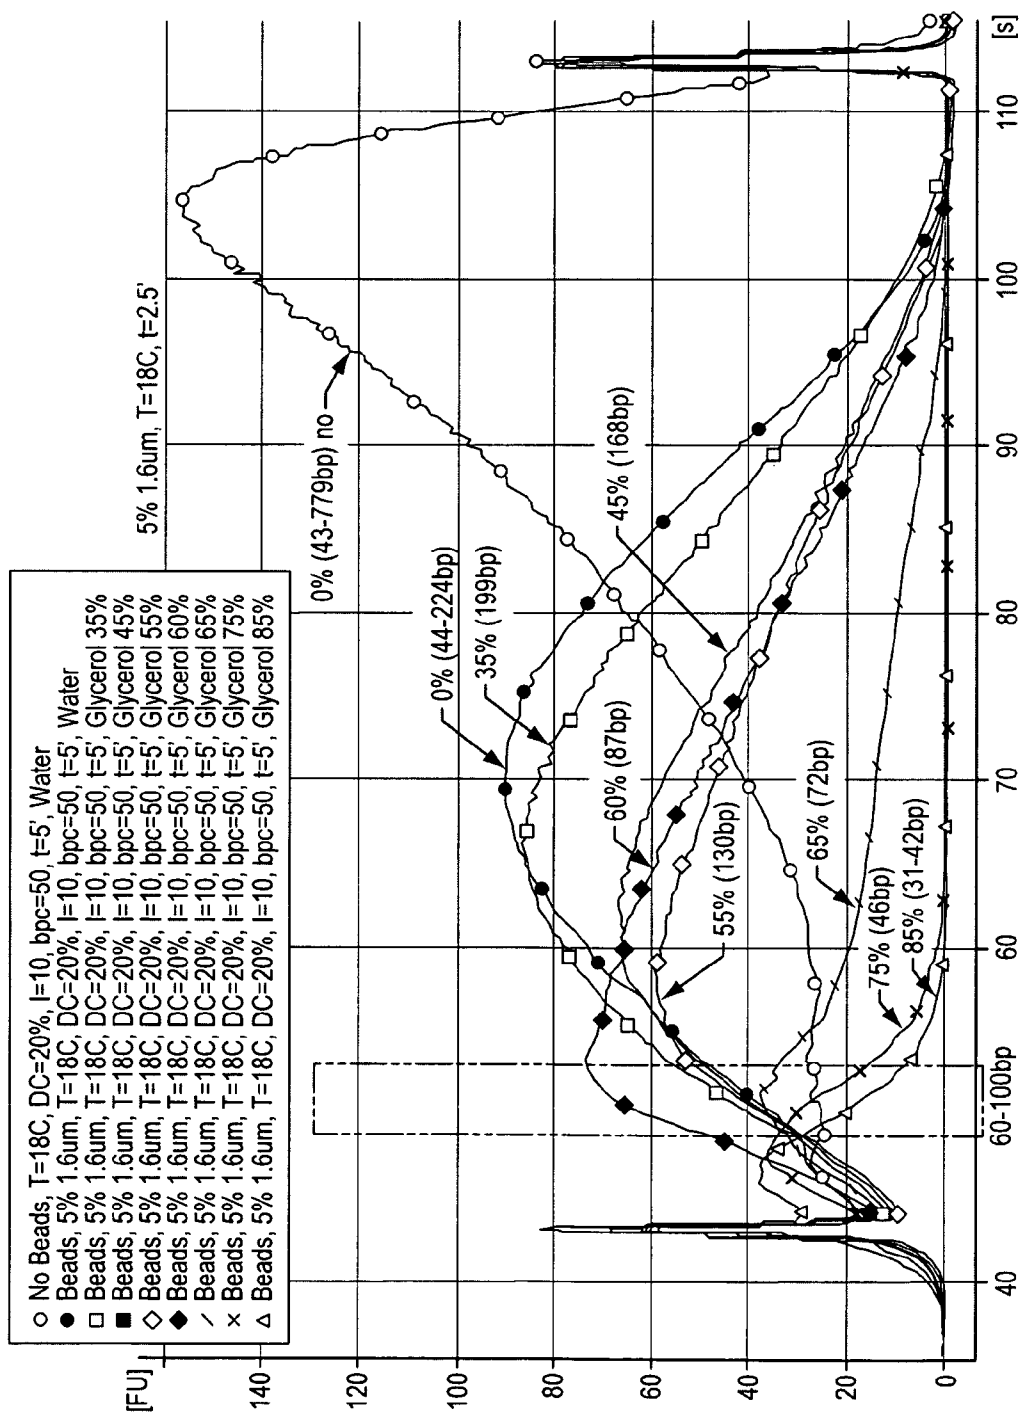 ○ No Beads, T=18C, DC=20%, I=10, bpc=50, t=5', Water
● Beads, 5% 1.6um, T=18C, DC=20%, I=10, bpc=50, t=5', Water
□ Beads, 5% 1.6um, T=18C, DC=20%, I=10, bpc=50, t=5', Glycerol 35%
■ Beads, 5% 1.6um, T=18C, DC=20%, I=10, bpc=50, t=5', Glycerol 45%
◇ Beads, 5% 1.6um, T=18C, DC=20%, I=10, bpc=50, t=5', Glycerol 55%
◆ Beads, 5% 1.6um, T=18C, DC=20%, I=10, bpc=50, t=5', Glycerol 60%
⁄ Beads, 5% 1.6um, T=18C, DC=20%, I=10, bpc=50, t=5', Glycerol 65%
× Beads, 5% 1.6um, T=18C, DC=20%, I=10, bpc=50, t=5', Glycerol 75%
△ Beads, 5% 1.6um, T=18C, DC=20%, I=10, bpc=50, t=5', Glycerol 85%
5% 1.6um, T=18C, t=2.5'
[FU]
140
120
100
80
60
40
20
0
0% (43-779bp) no
0% (44-224bp)
35% (199bp)
45% (168bp)
60% (87bp)
55% (130bp)
65% (72bp)
75% (46bp)
85% (31-42bp)
40
60-100bp
60
70
80
90
100
110
[s]